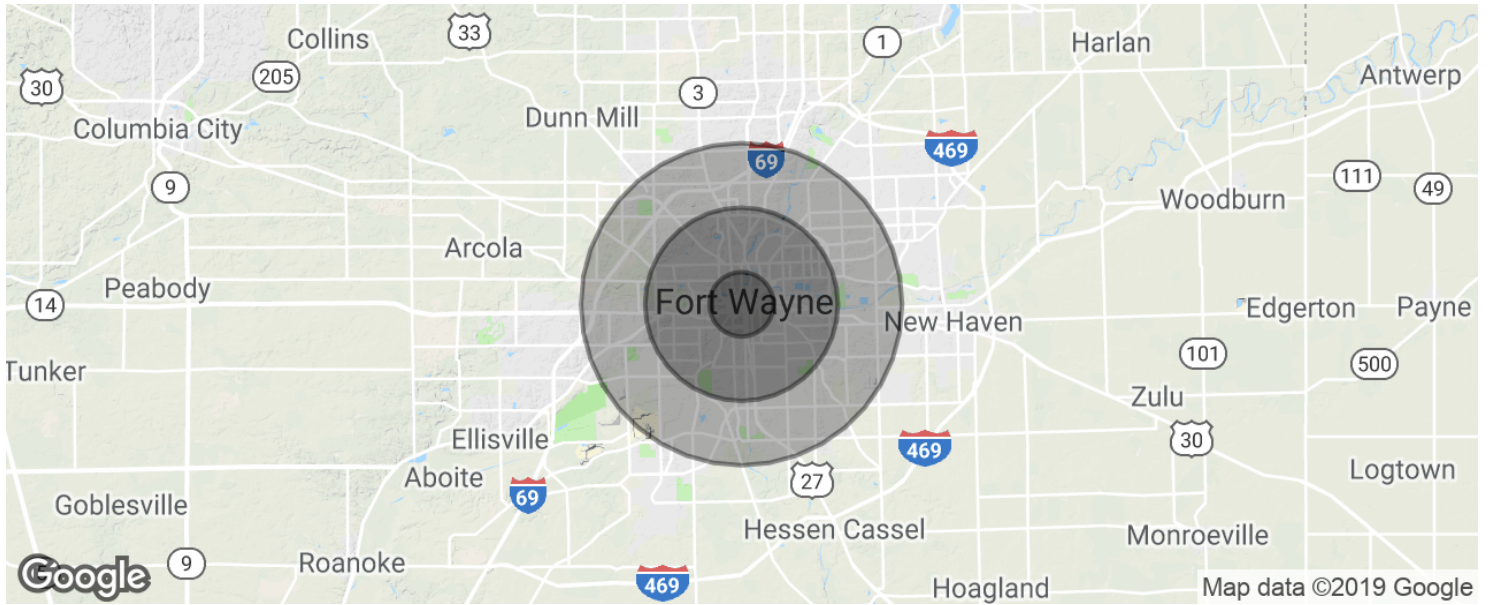 33
Collins
1
Harlan
205
30
3
Antwerp
Dunn Mill
Columbia City
469
69
111
9
49
Woodburn
Arcola
Peabody
14
Fort Wayne
Edgerton
Payne
New Haven
101
500
Tunker
Zulu
Ellisville
30
469
Aboite
Logtown
27
69
Goblesville
Hessen Cassel
Monroeville
Roanoke
9
Google
469
Hoagland
Map data ©2019 Google